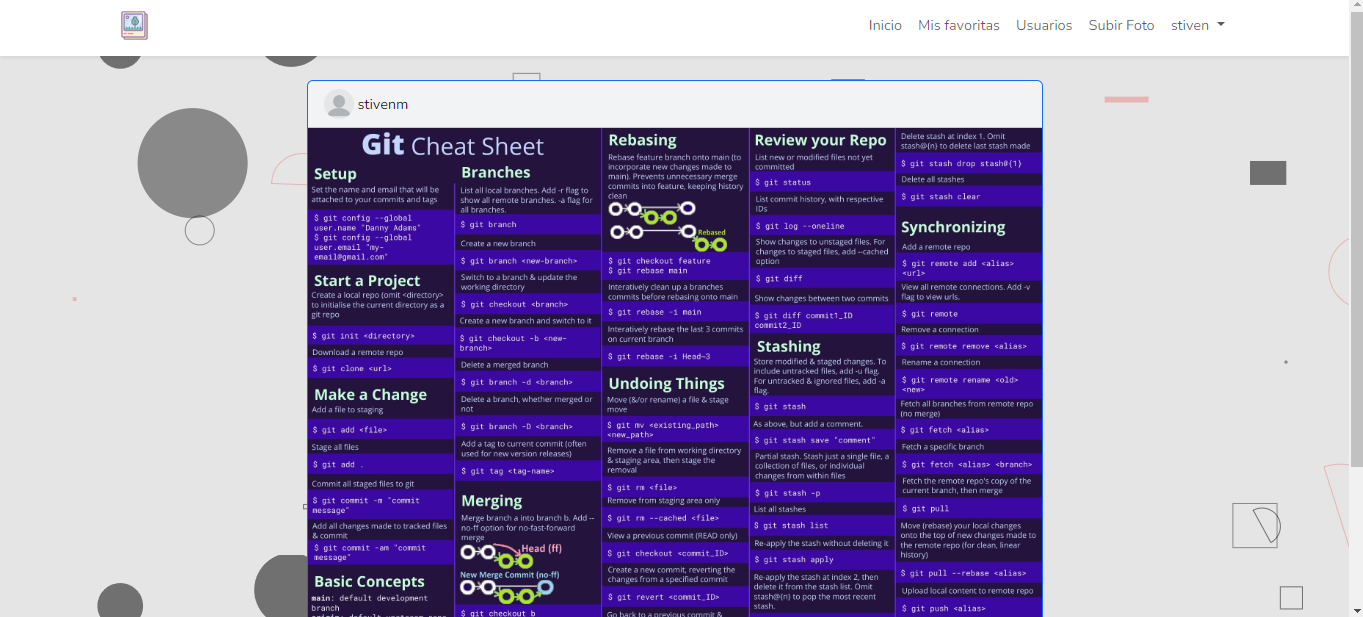 Inicio Mis favoritas Usuarios Subir Foto stiven
stivenm
Git Cheat Sheet
Setup
Set the name and email that will be
attached to your commits and tags
$ git config --global
user.name "Danny Adams"
$ git config --global
user.email "my-
email@gmail.com"
Start a Project
Create a local repo (omit <directory>
to initialise the current directory as a
git repo
$ git init <directory>
Download a remote repo
$ git clone <url>
Make a Change
Add a file to staging
$ git add <file>
Stage all files
$ git add .
Commit all staged files to git
$ git commit -m "commit
message"
Add all changes made to tracked files
& commit
$ git commit -am "commit
message"
Basic Concepts
main: default development
branch
Branches
List all local branches. Add -r flag to
show all remote branches. -a flag for
all branches.
$ git branch
Create a new branch
$ git branch <new-branch>
Switch to a branch & update the
working directory
$ git checkout <branch>
Create a new branch and switch to it
$ git checkout -b <new-
branch>
Delete a merged branch
$ git branch -d <branch>
Delete a branch, whether merged or
not
$ git branch -D <branch>
Add a tag to current commit (often
used for new version releases)
$ git tag <tag-name>
Merging
Merge branch a into branch b. Add --
no-ff option for no-fast-forward
merge
Head (ff)
New Merge Commit (no-ff)
$ git checkout b
Rebasing
Rebase feature branch onto main (to
incorporate new changes made to
main). Prevents unnecessary merge
commits into feature, keeping history
clean
Rebased
$ git checkout feature
$ git rebase main
Interatively clean up a branches
commits before rebasing onto main
$ git rebase -i main
Interatively rebase the last 3 commits
on current branch
$ git rebase -i Head~3
Undoing Things
Move (&/or rename) a file & stage
move
$ git mv <existing_path>
<new_path>
Remove a file from working directory
& staging area, then stage the
removal
$ git rm <file>
Remove from staging area only
$ git rm --cached <file>
View a previous commit (READ only)
$ git checkout <commit_ID>
Create a new commit, reverting the
changes from a specified commit
$ git revert <commit_ID>
Go back to a previous commit &
Review your Repo
List new or modified files not yet
committed
$ git status
List commit history, with respective
IDs
$ git log --oneline
Show changes to unstaged files. For
changes to staged files, add --cached
option
$ git diff
Show changes between two commits
$ git diff commit1_ID
commit2_ID
Stashing
Store modified & staged changes. To
include untracked files, add -u flag.
For untracked & ignored files, add -a
flag.
$ git stash
As above, but add a comment.
$ git stash save "comment"
Partial stash. Stash just a single file, a
collection of files, or individual
changes from within files
$ git stash -p
List all stashes
$ git stash list
Re-apply the stash without deleting it
$ git stash apply
Re-apply the stash at index 2, then
delete it from the stash list. Omit
stash@{n} to pop the most recent
stash.
Delete stash at index 1. Omit
stash@{n} to delete last stash made
$ git stash drop stash@{1}
Delete all stashes
$ git stash clear
Synchronizing
Add a remote repo
$ git remote add <alias>
<url>
View all remote connections. Add -v
flag to view urls.
$ git remote
Remove a connection
$ git remote remove <alias>
Rename a connection
$ git remote rename <old>
<new>
Fetch all branches from remote repo
(no merge)
$ git fetch <alias>
Fetch a specific branch
$ git fetch <alias> <branch>
Fetch the remote repo's copy of the
current branch, then merge
$ git pull
Move (rebase) your local changes
onto the top of new changes made to
the remote repo (for clean, linear
history)
$ git pull --rebase <alias>
Upload local content to remote repo
$ git push <alias>